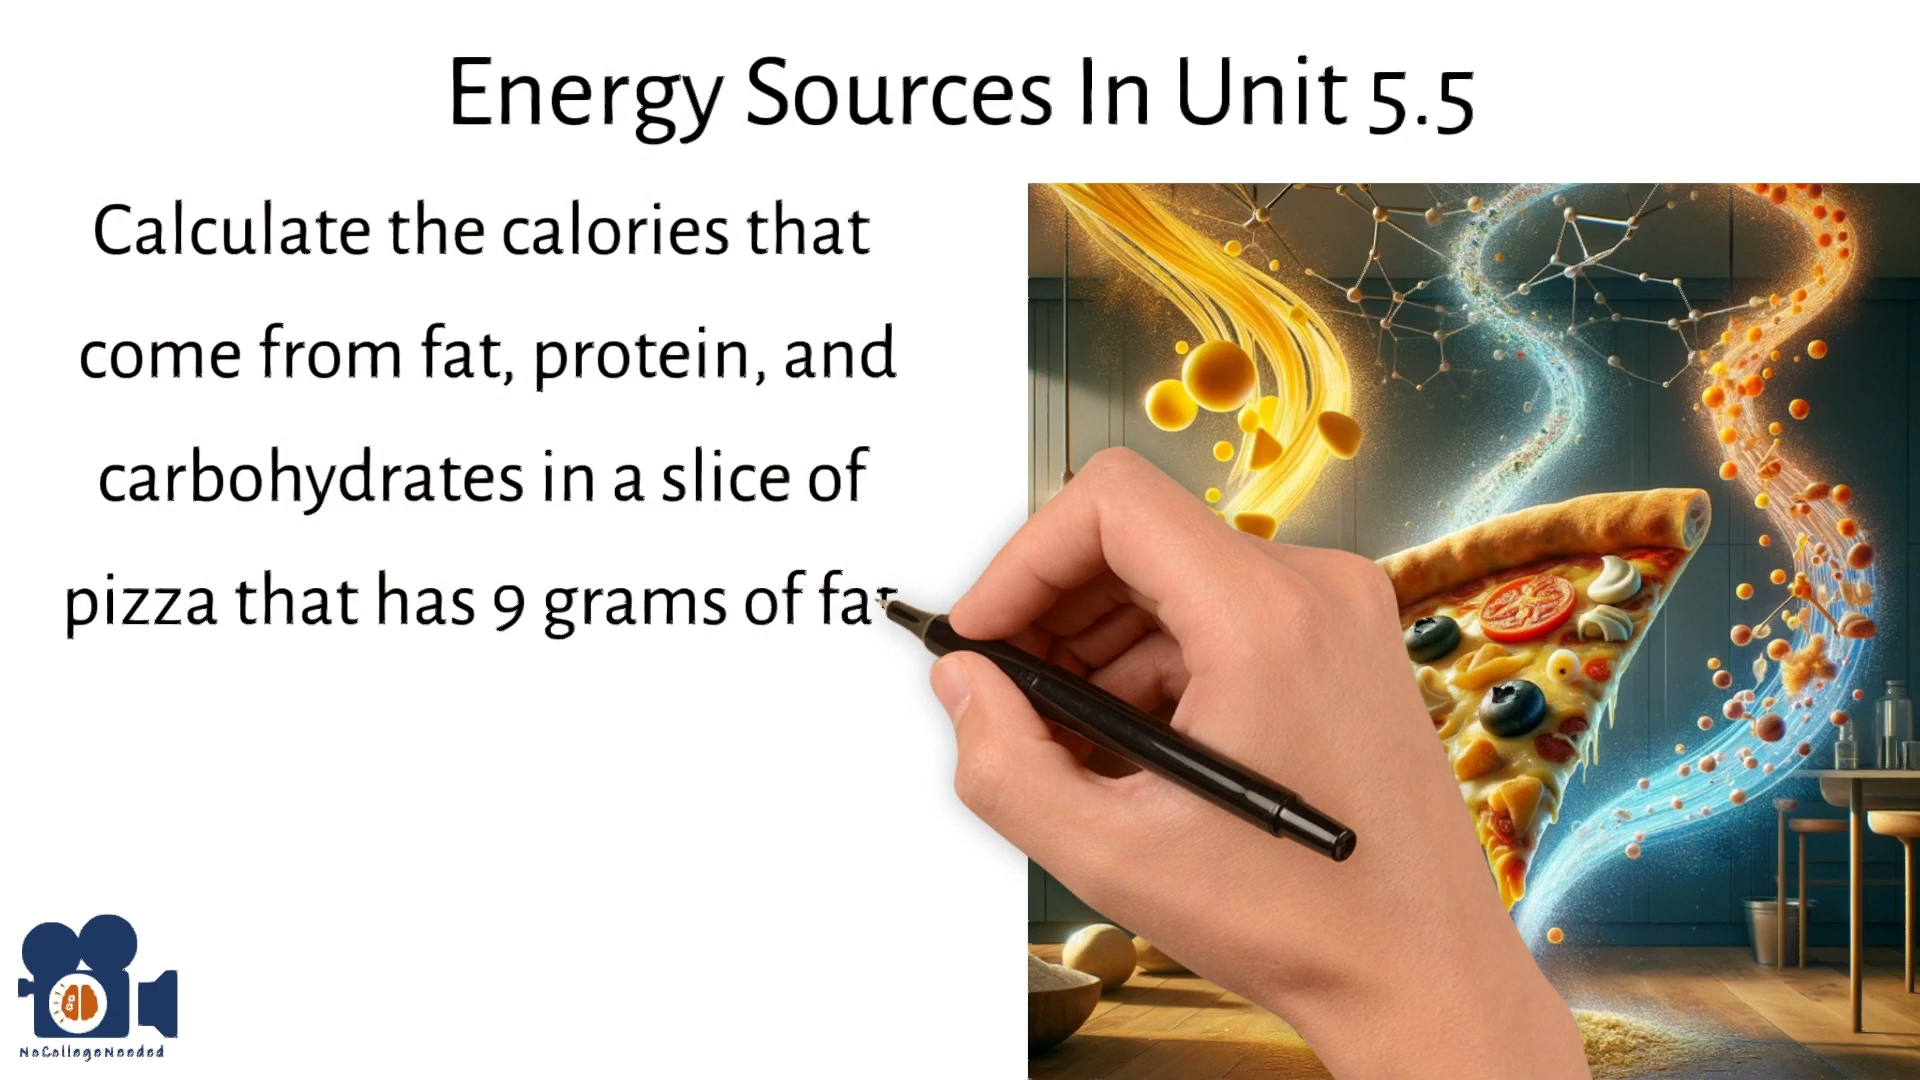 Energy Sources In Unit 5.5
Calculate the calories that
come from fat, protein, and
carbohydrates in a slice of
pizza that has 9 grams of fat
NoCollegeNeeded